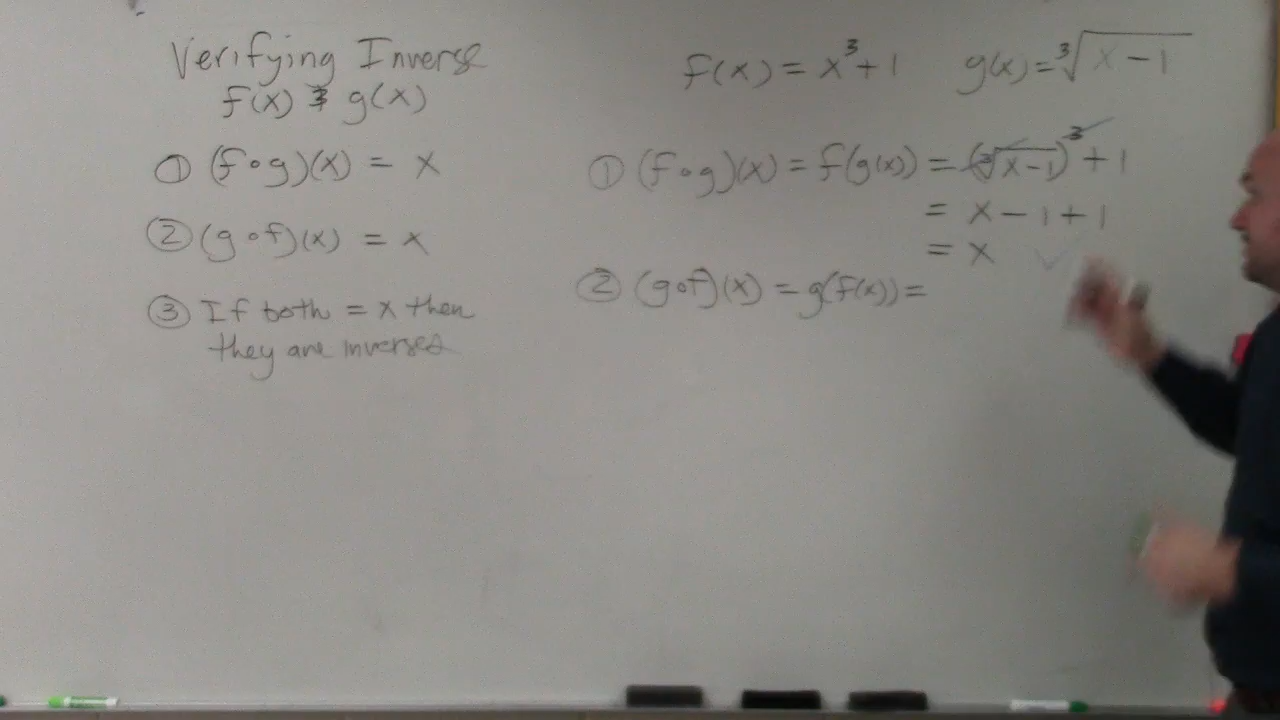 Verifying Inverse
f(x) & g(x)
① (f∘g)(x) = x
② (g∘f)(x) = x
③ If both = x then
they are inverses
f(x) = x³+1 g(x)=∛(x−1)
① (f∘g)(x) = f(g(x)) = (∛(x−1))³ + 1
= x − 1 + 1
= x ✓
② (g∘f)(x) = g(f(x)) =